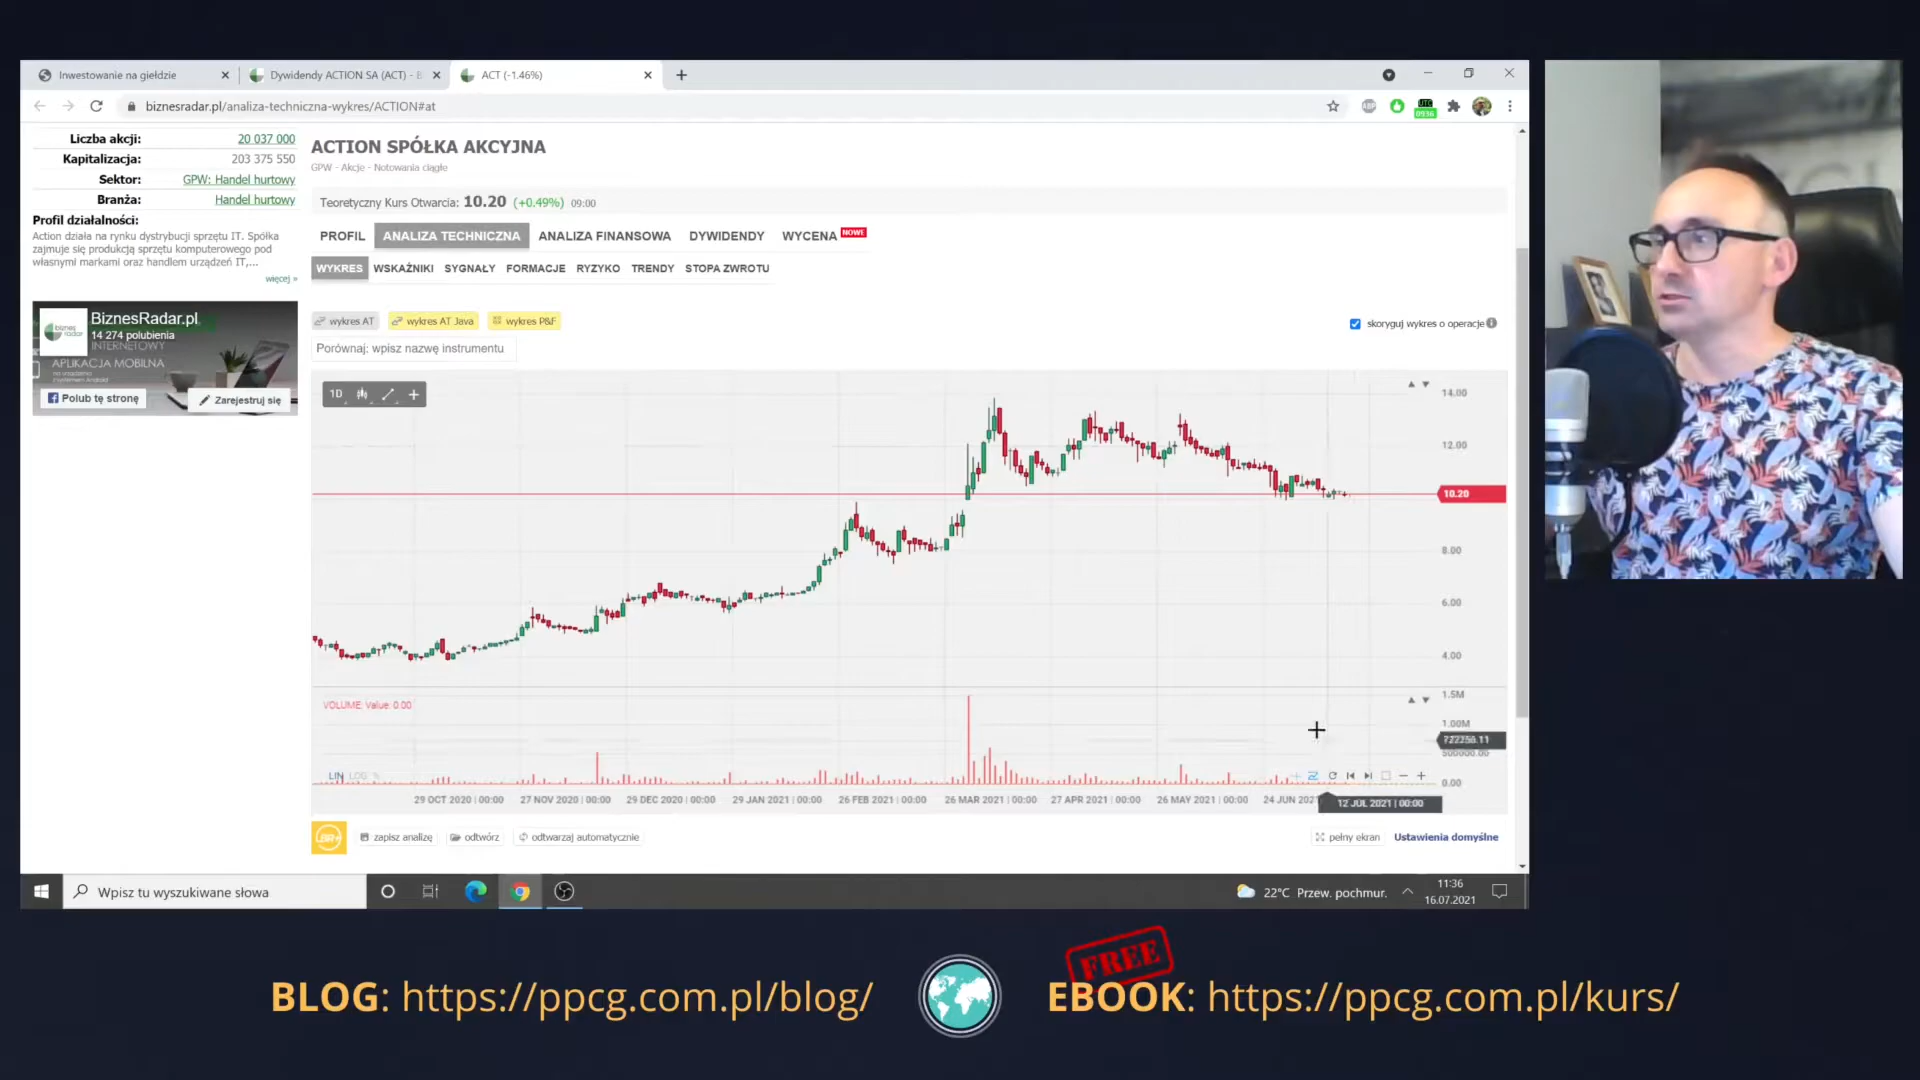 Inwestowanie na giełdzie
Dywidendy ACTION SA (ACT) - B
ACT (-1.46%)
biznesradar.pl/analiza-techniczna-wykres/ACTION#at
Liczba akcji: 20 037 000
Kapitalizacja: 203 375 550
Sektor: GPW: Handel hurtowy
Branża: Handel hurtowy
Profil działalności:
Action działa na rynku dystrybucji sprzętu IT. Spółka
zajmuje się produkcją sprzętu komputerowego pod
własnymi markami oraz handlem urządzeń IT,...
więcej »
BiznesRadar.pl
14 274 polubienia
INTERNETOWY
APLIKACJA MOBILNA
Polub tę stronę
Zarejestruj się
ACTION SPÓŁKA AKCYJNA
GPW - Akcje - Notowania ciągłe
Teoretyczny Kurs Otwarcia: 10.20 (+0.49%) 09:00
PROFIL ANALIZA TECHNICZNA ANALIZA FINANSOWA DYWIDENDY WYCENA NOWE
WYKRES WSKAŹNIKI SYGNAŁY FORMACJE RYZYKO TRENDY STOPA ZWROTU
wykres AT wykres AT Java wykres P&F
skoryguj wykres o operacje
Porównaj: wpisz nazwę instrumentu
1D
14.00
12.00
10.20
8.00
6.00
4.00
VOLUME: Value: 0.00
1.5M
1.00M
500000.00
0.00
LIN LOG %
29 OCT 2020 | 00:00 27 NOV 2020 | 00:00 29 DEC 2020 | 00:00 29 JAN 2021 | 00:00 26 FEB 2021 | 00:00 26 MAR 2021 | 00:00 27 APR 2021 | 00:00 26 MAY 2021 | 00:00 24 JUN 2021 12 JUL 2021 | 00:00
zapisz analizę odtwórz odtwarzaj automatycznie pełny ekran Ustawienia domyślne
Wpisz tu wyszukiwane słowa
22°C Przew. pochmur.
11:36
16.07.2021
FREE
BLOG: https://ppcg.com.pl/blog/
EBOOK: https://ppcg.com.pl/kurs/